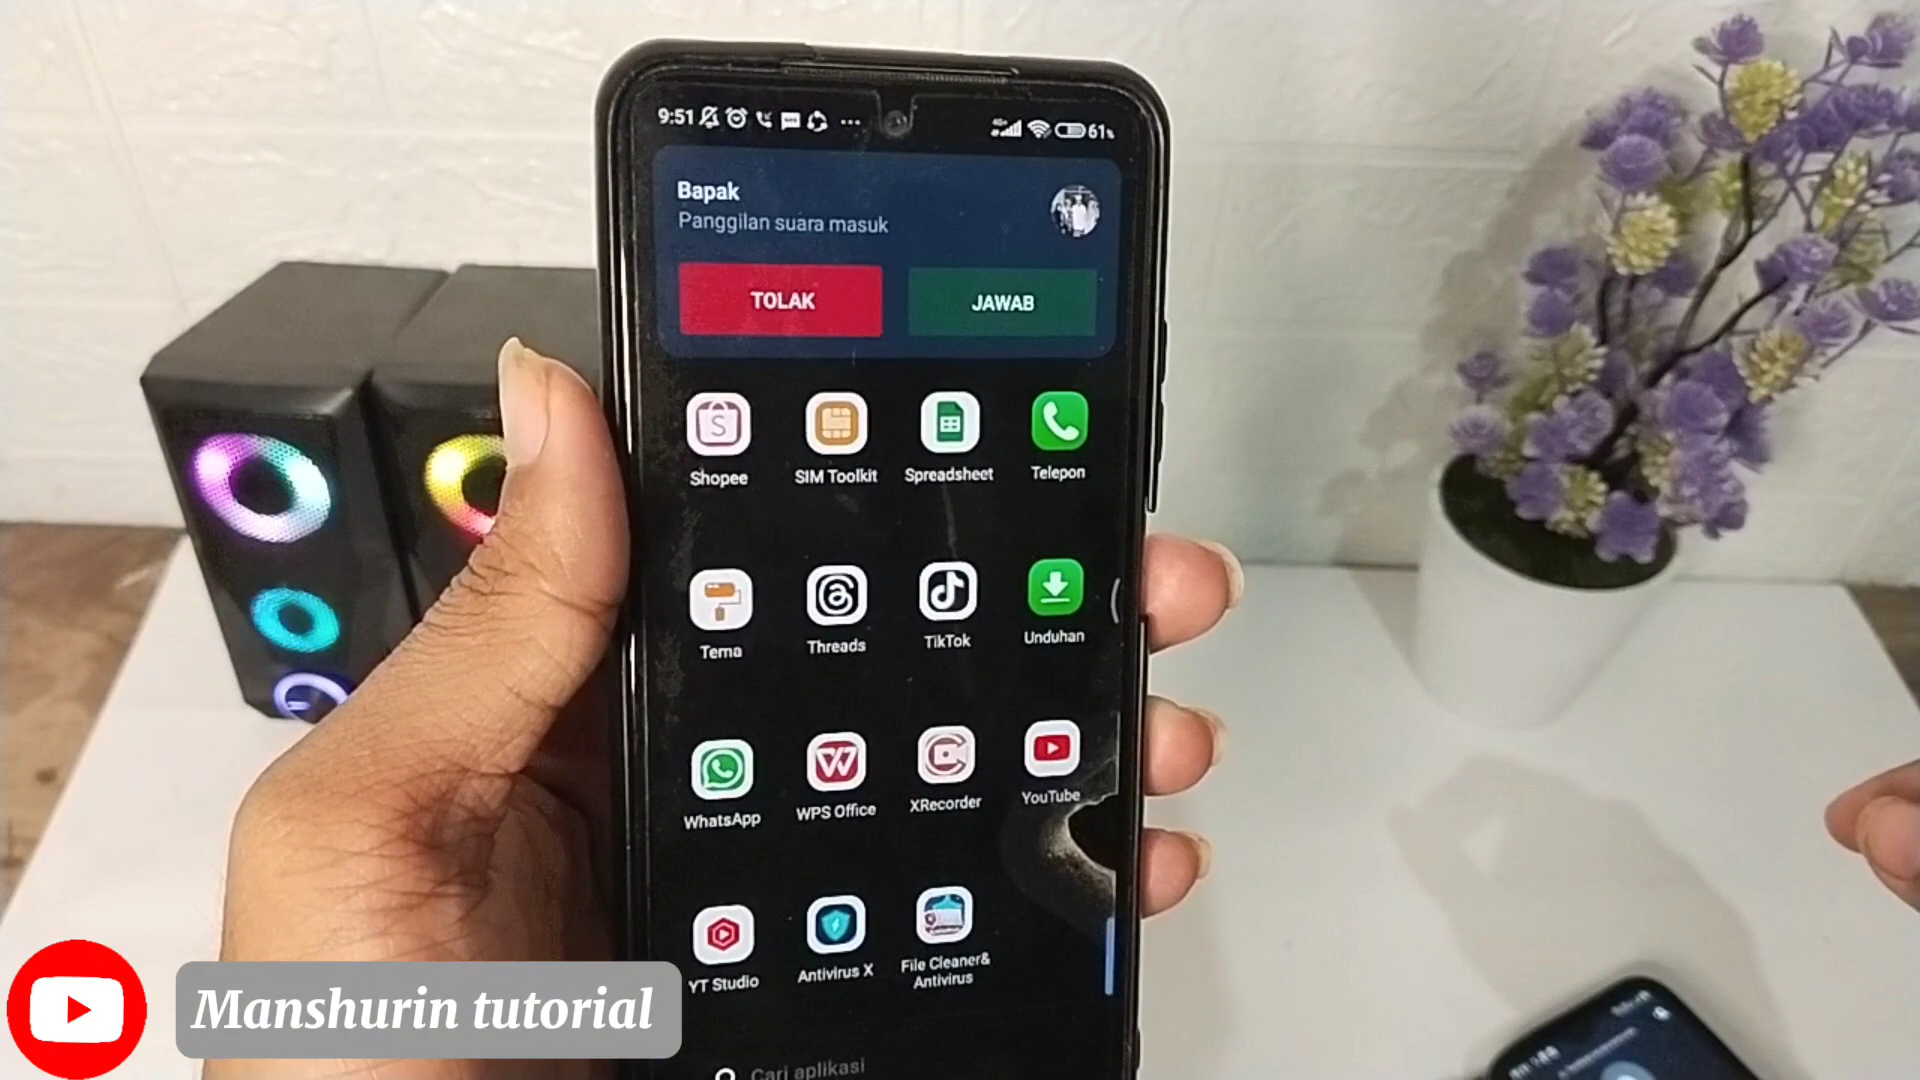 9:51
4G+
61%
Bapak
Panggilan suara masuk
TOLAK
JAWAB
Shopee
SIM Toolkit
Spreadsheet
Telepon
Tema
Threads
TikTok
Unduhan
WhatsApp
WPS Office
XRecorder
YouTube
YT Studio
Antivirus X
File Cleaner&
Antivirus
Cari aplikasi
Manshurin tutorial